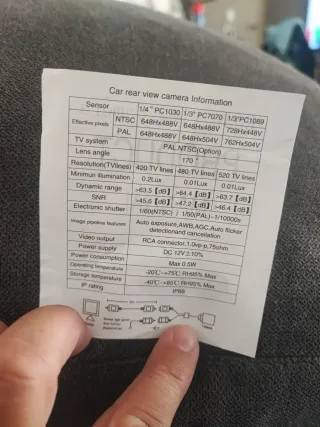 Car rear view camera Information
Sensor 1/4" PC1030 1/3" PC7070 1/3"PC1089
Effective pixels NTSC 648Hx488V 648Hx488V 728Hx488V
PAL 648Hx488V 648Hx504V 762Hx504V
TV system PAL NTSC(Option)
Lens angle 170°
Resolution(TVlines) 420 TV lines 480 TV lines 520 TV lines
Minimun illumination 0.2Lux 0.01Lux 0.01Lux
Dynamic range >63.5 【dB】 >64.4 【dB】 >63.7 【dB】
SNR >45.6 【dB】 >47.2 【dB】 >46.4 【dB】
Electronic shutter 1/60(NTSC) / 1/60(PAL)~1/10000s
Image pipeline features Auto exposure,AWB,AGC,Auto flicker
detectionand canceitation
Video output RCA connector,1.0vp-p,75ohm
Power supply DC 12V ±10%
Power consumption Max 0.5W
Operating temperature -20℃~+75℃ RH95% Max
Storage temperature -40℃~+85℃ RH95% Max
IP rating IP68